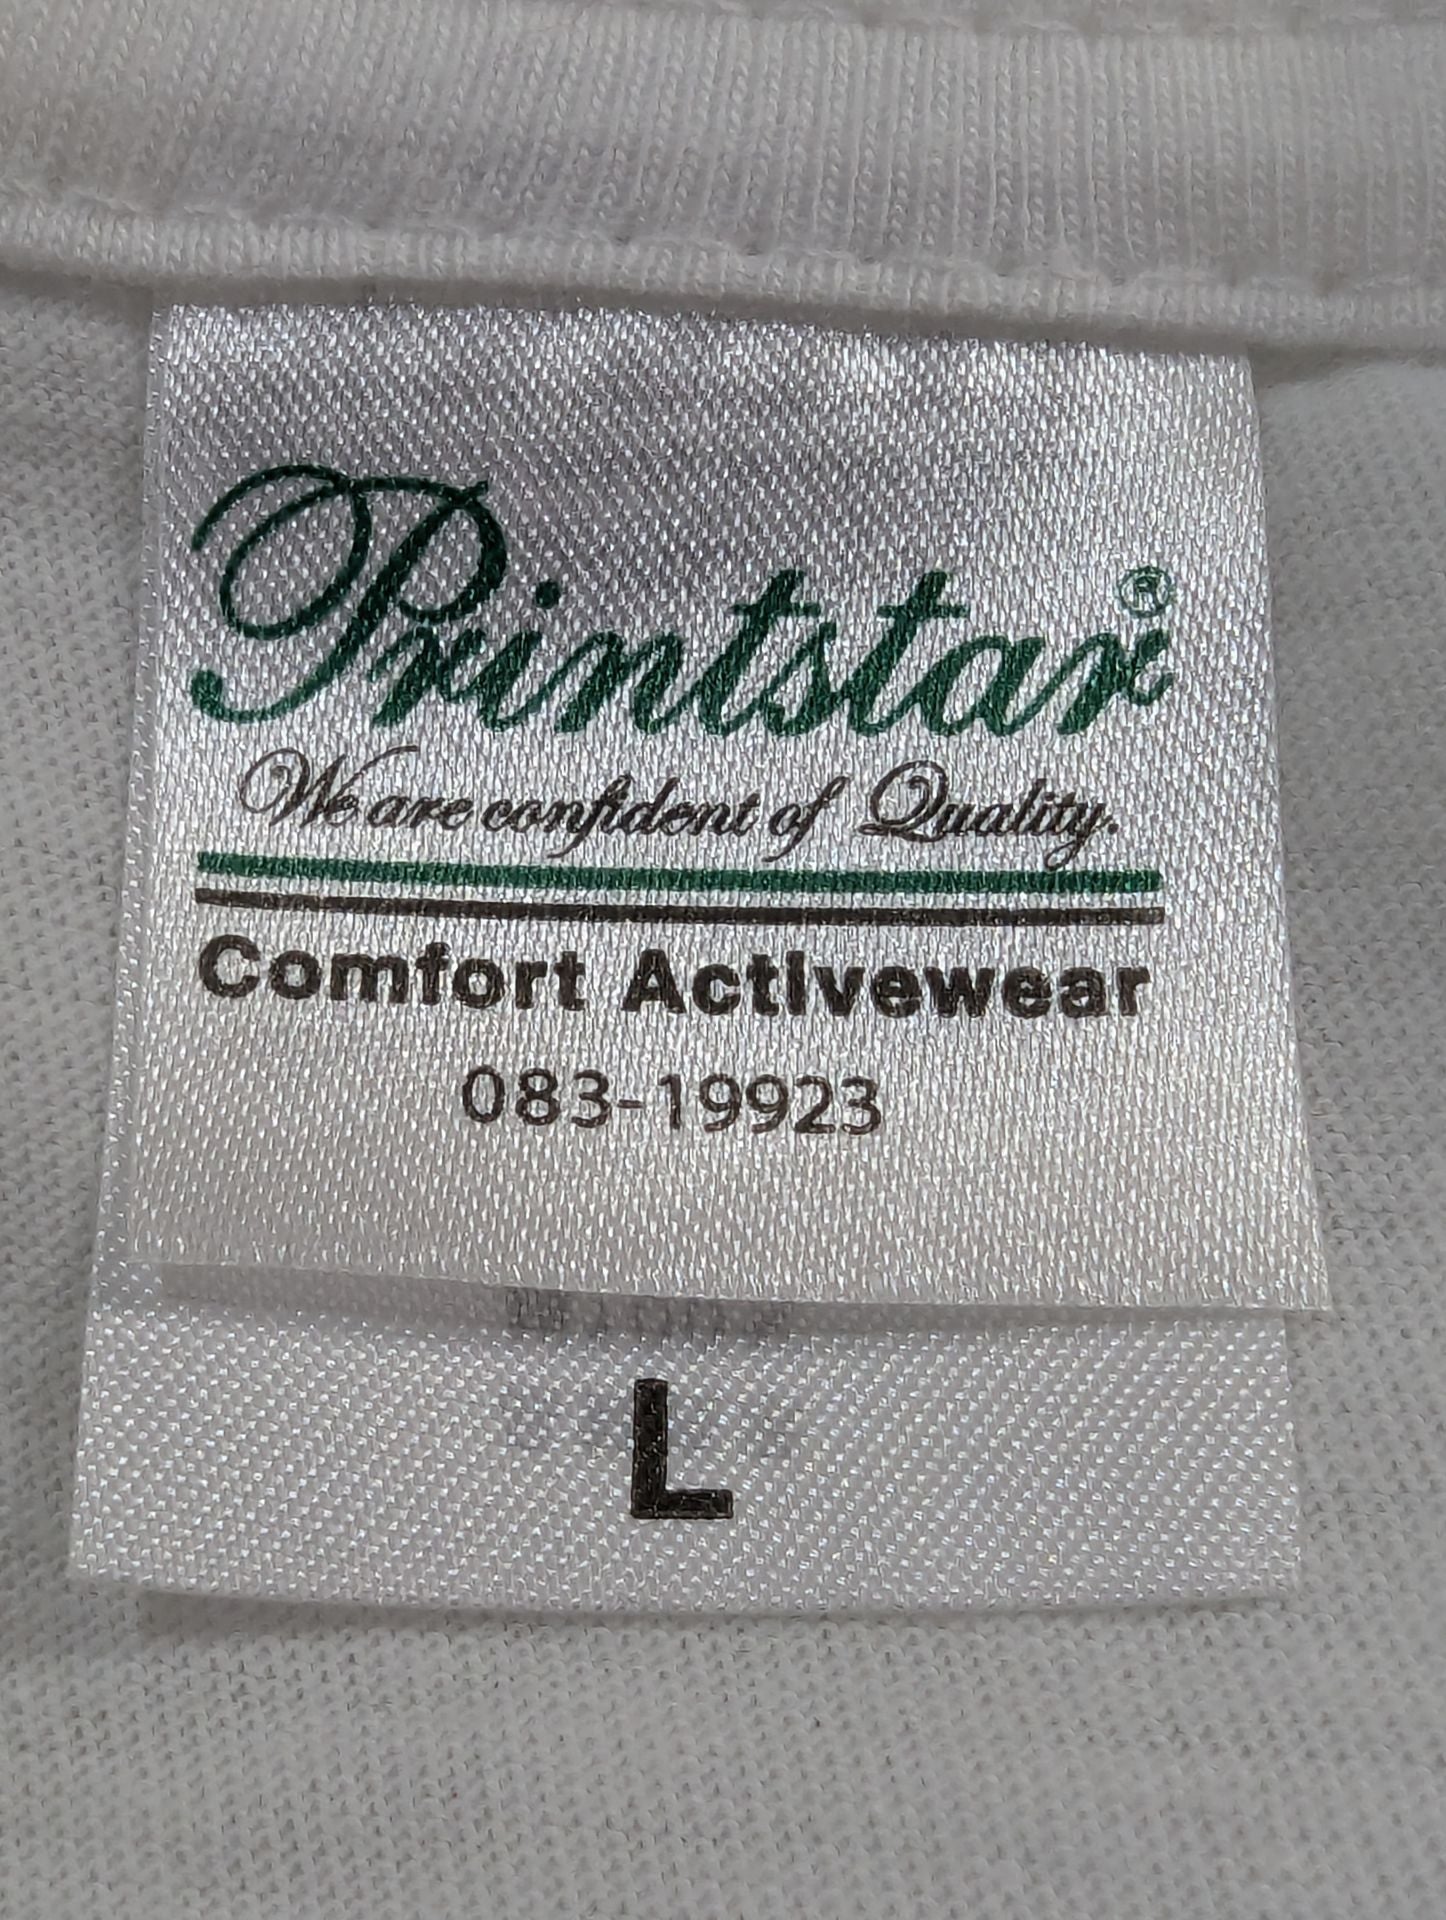 Printstar®
We are confident of Quality.
Comfort Activewear
083-19923
L